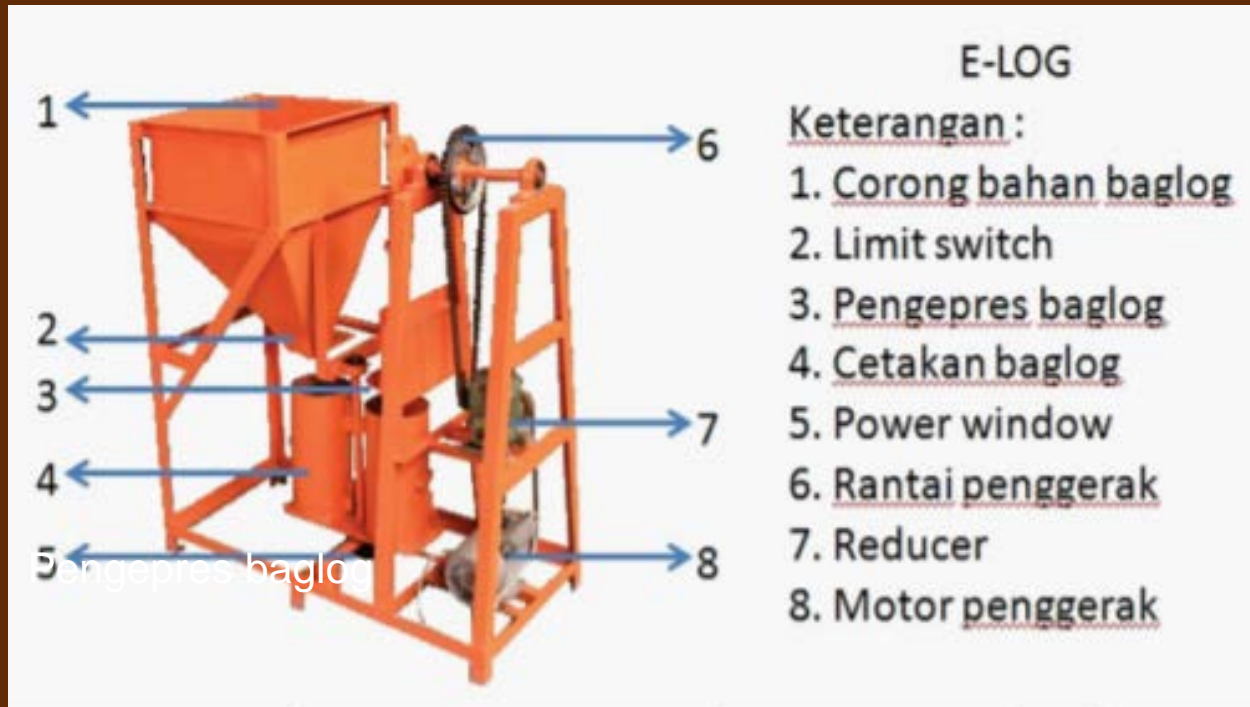 E-LOG
Keterangan :
1. Corong bahan baglog
2. Limit switch
3. Pengepres baglog
4. Cetakan baglog
5. Power window
6. Rantai penggerak
7. Reducer
8. Motor penggerak
1
2
3
4
5
6
7
8
Pengepres baglog